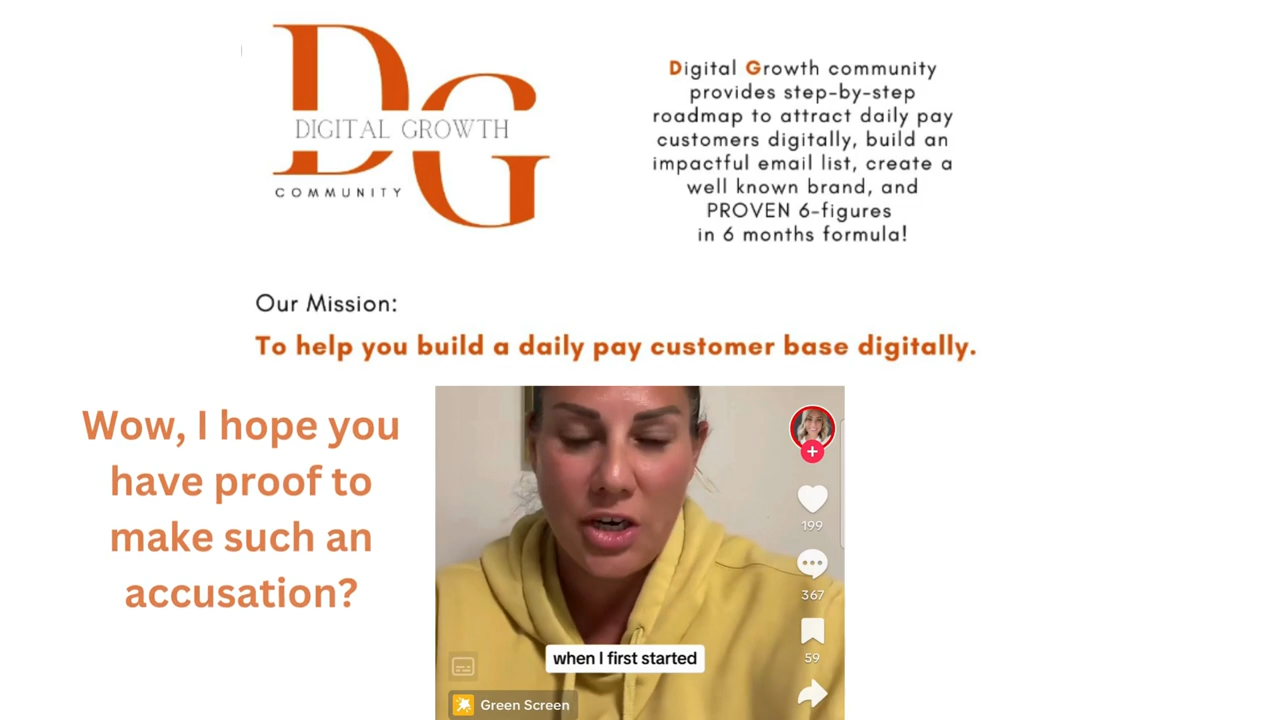 DIGITAL GROWTH
COMMUNITY
Digital Growth community
provides step-by-step
roadmap to attract daily pay
customers digitally, build an
impactful email list, create a
well known brand, and
PROVEN 6-figures
in 6 months formula!
Our Mission:
To help you build a daily pay customer base digitally.
Wow, I hope you
have proof to
make such an
accusation?
199
367
59
when I first started
Green Screen